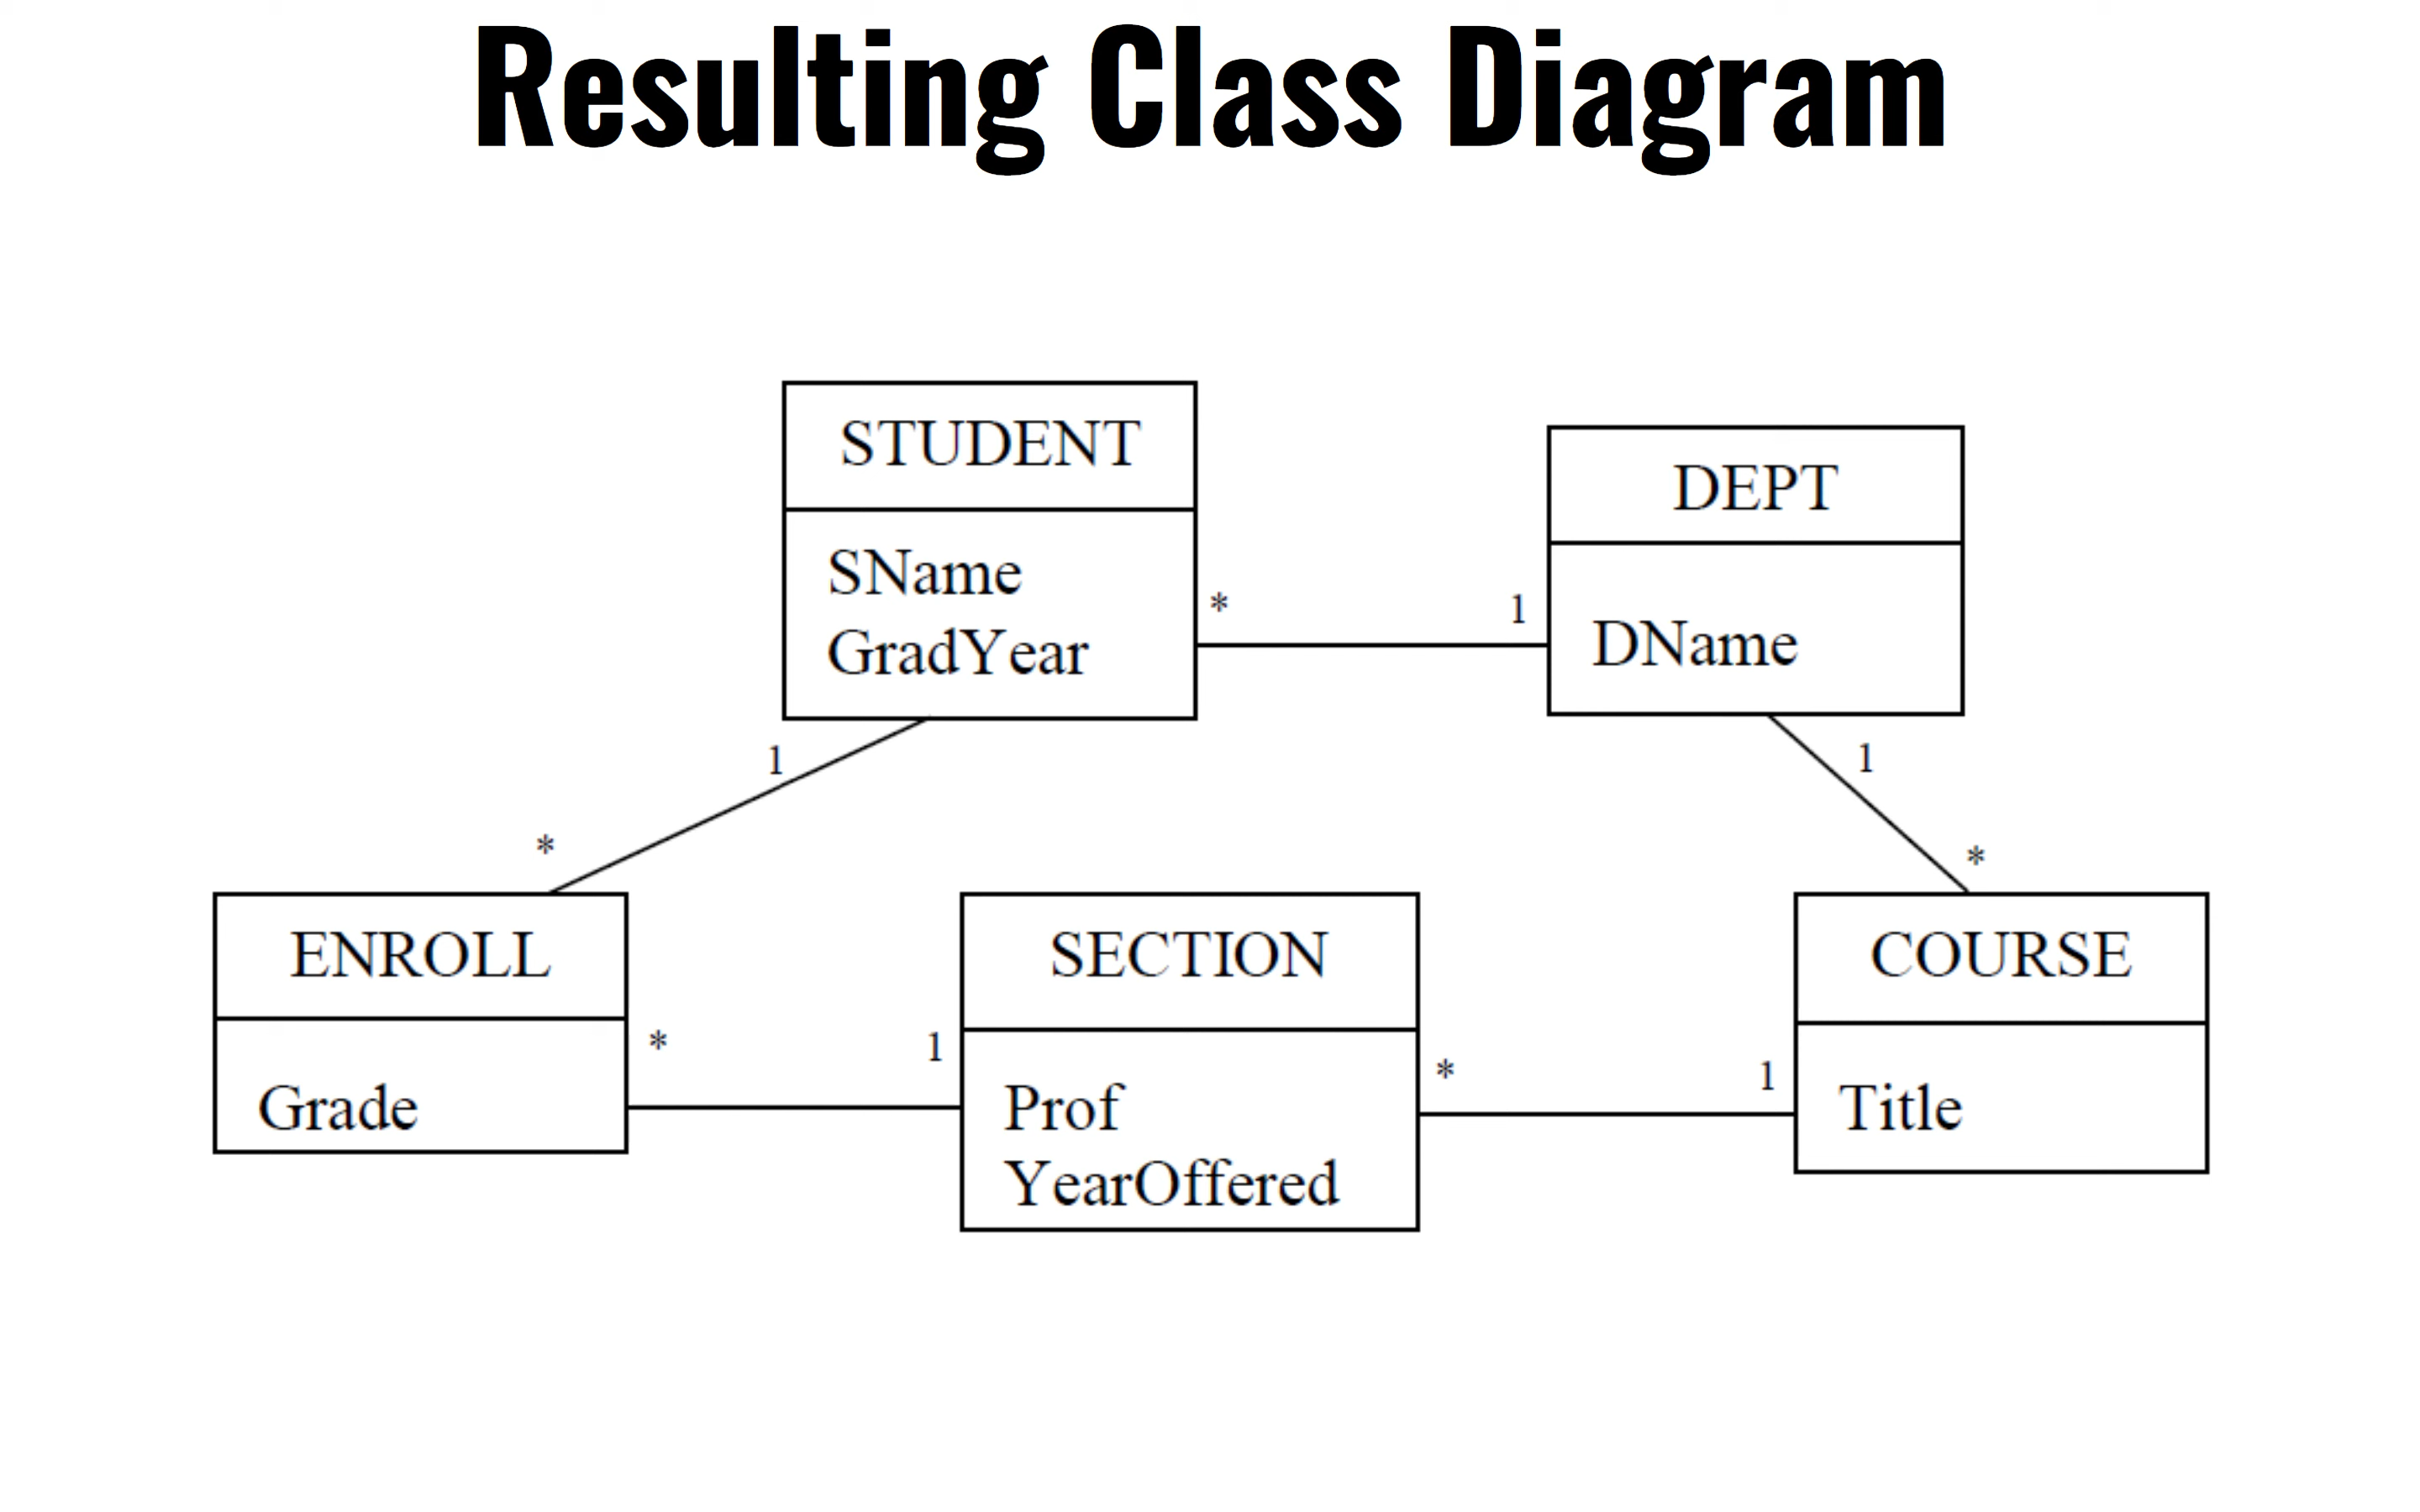 Resulting Class Diagram
STUDENT
SName
GradYear
DEPT
DName
* 1
1
*
1
*
ENROLL
Grade
* 1
SECTION
Prof
YearOffered
* 1
COURSE
Title